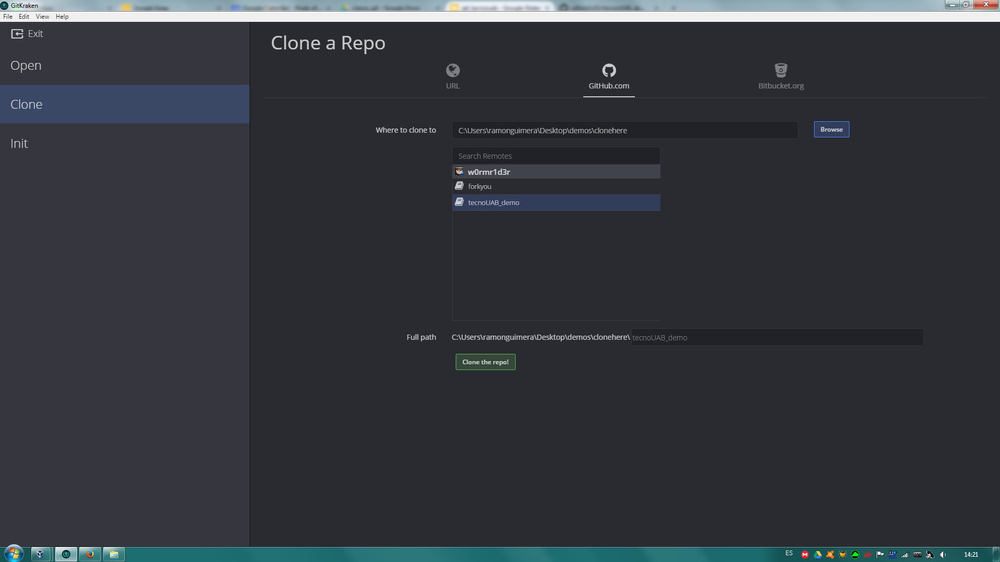 GitKraken
File Edit View Help
Exit
Open
Clone
Init
Clone a Repo
URL
GitHub.com
Bitbucket.org
Where to clone to
C:\Users\ramonguimera\Desktop\demos\clonehere
Browse
Search Remotes
w0rmr1d3r
forkyou
tecnoUAB_demo
Full path
C:\Users\ramonguimera\Desktop\demos\clonehere\
tecnoUAB_demo
Clone the repo!
ES
14:21